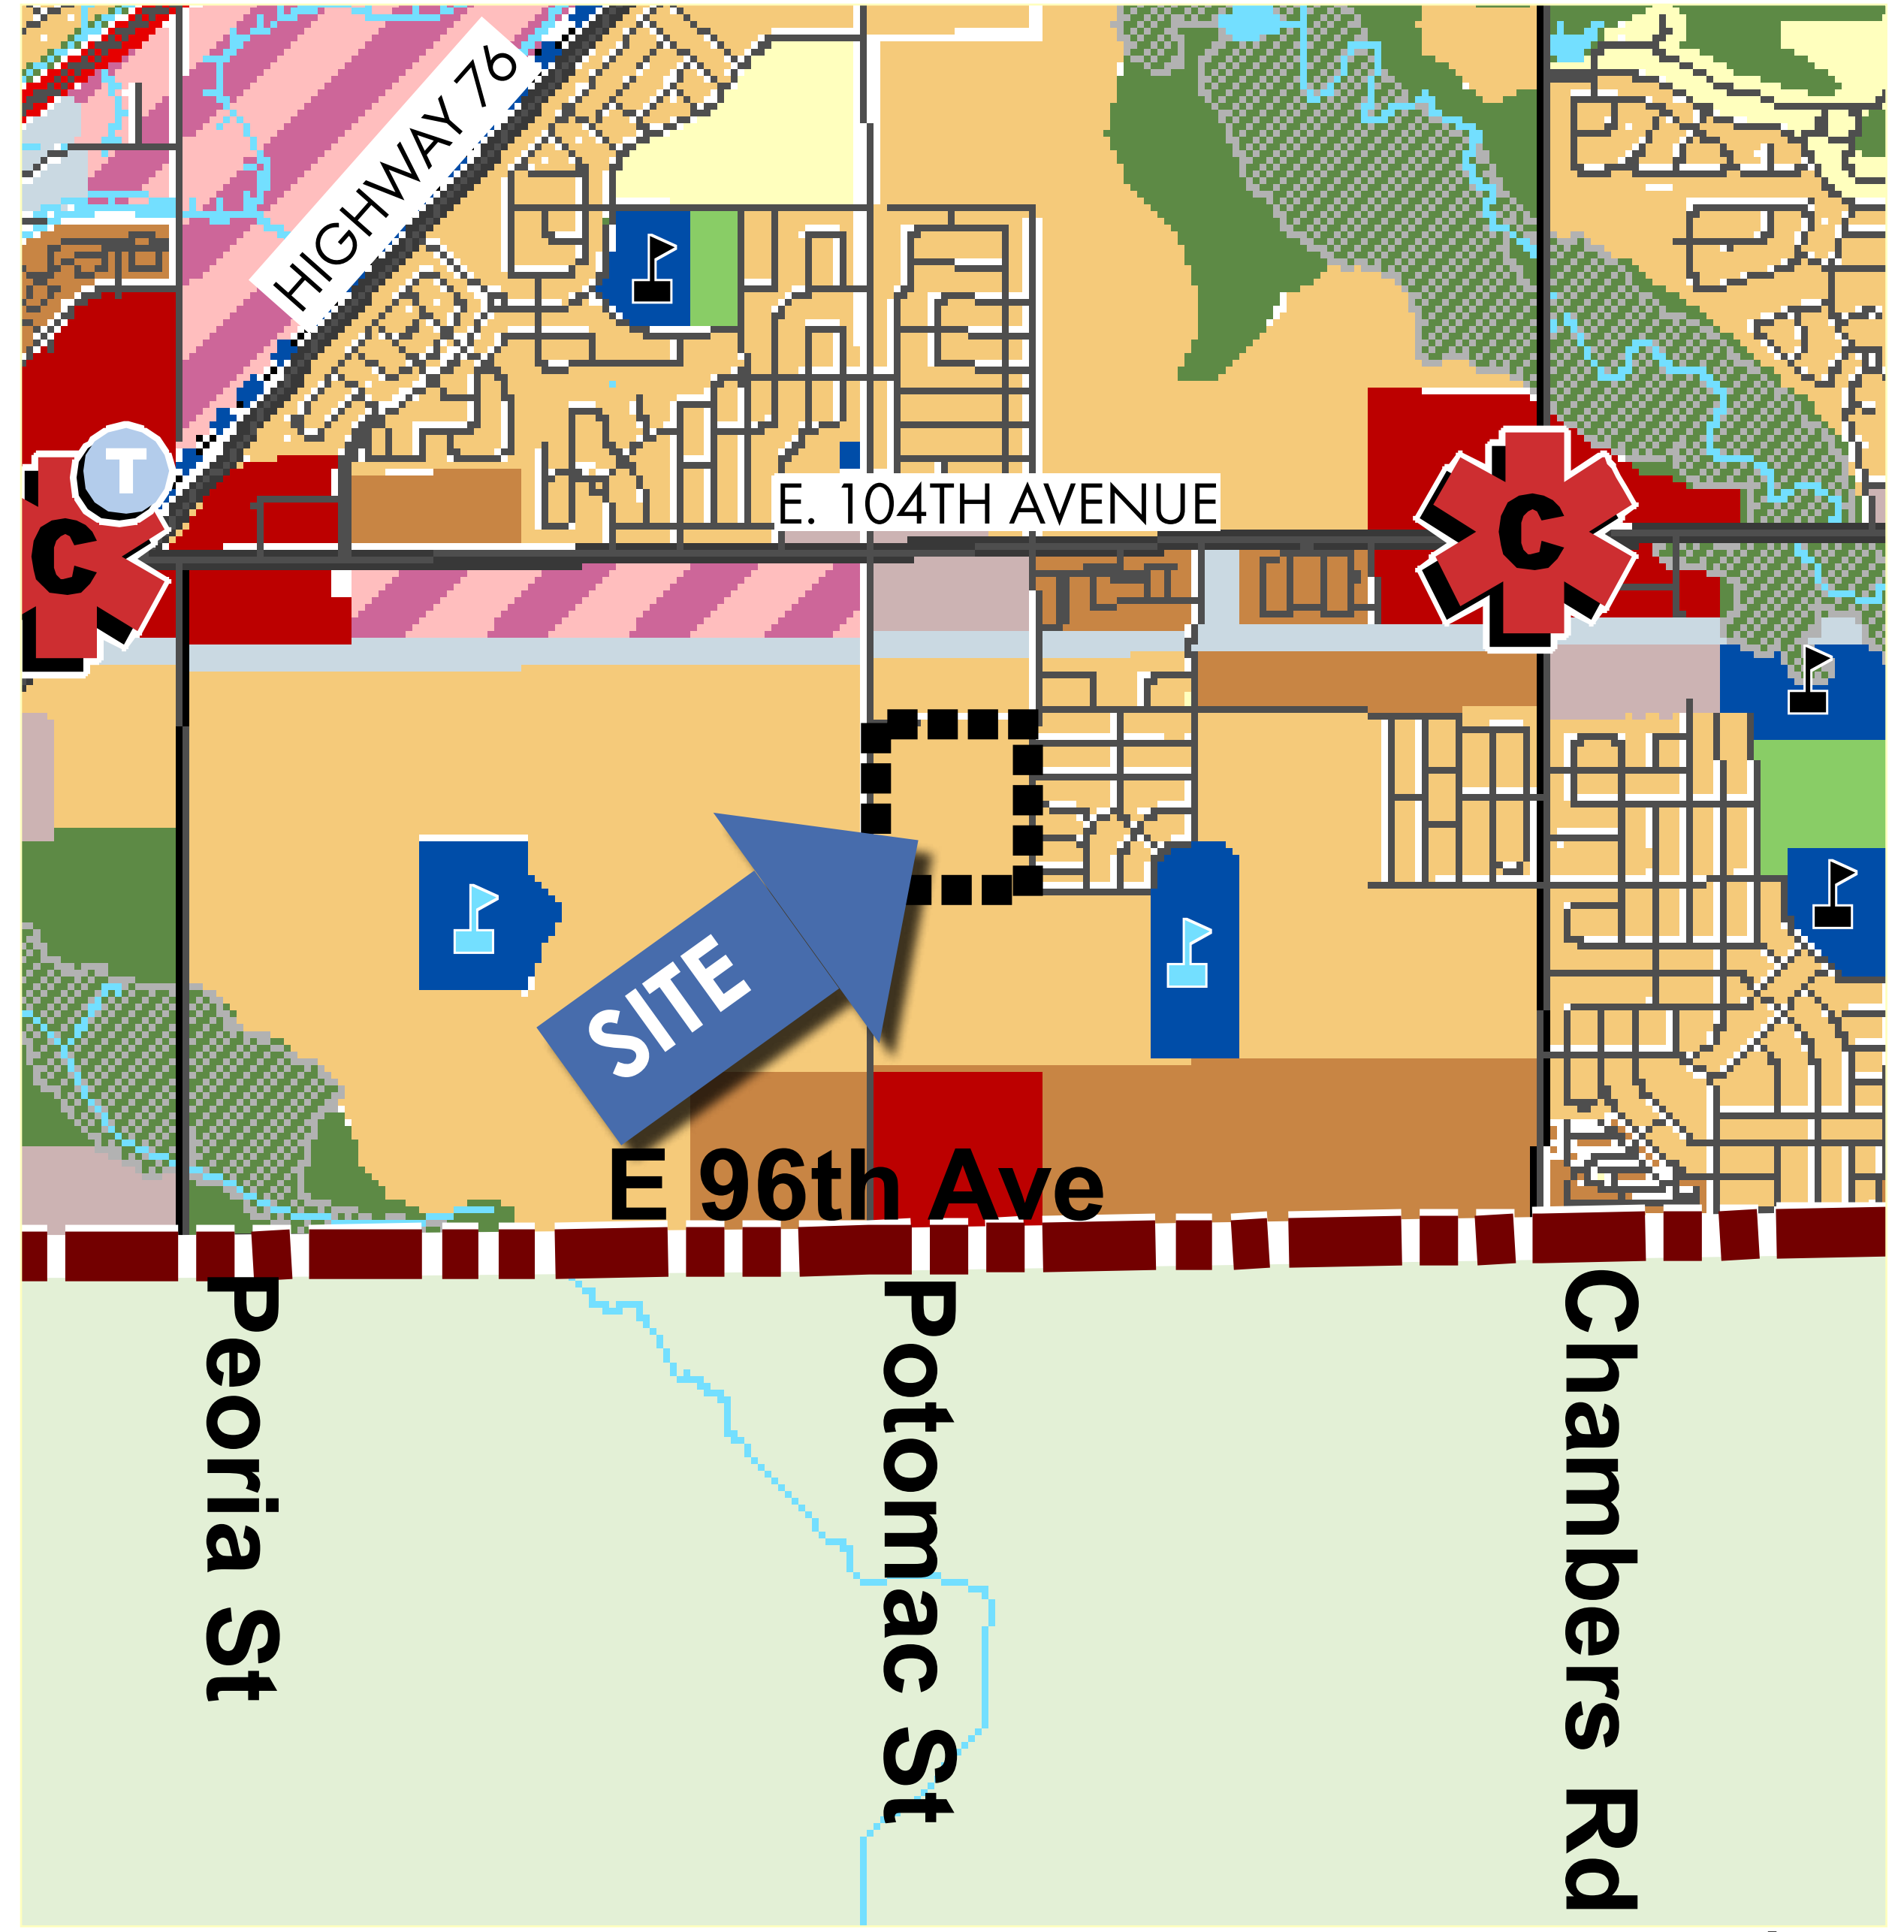 HIGHWAY 76
T
C
E. 104TH AVENUE
C
SITE
E 96th Ave
Peoria St
Potomac St
Chambers Rd